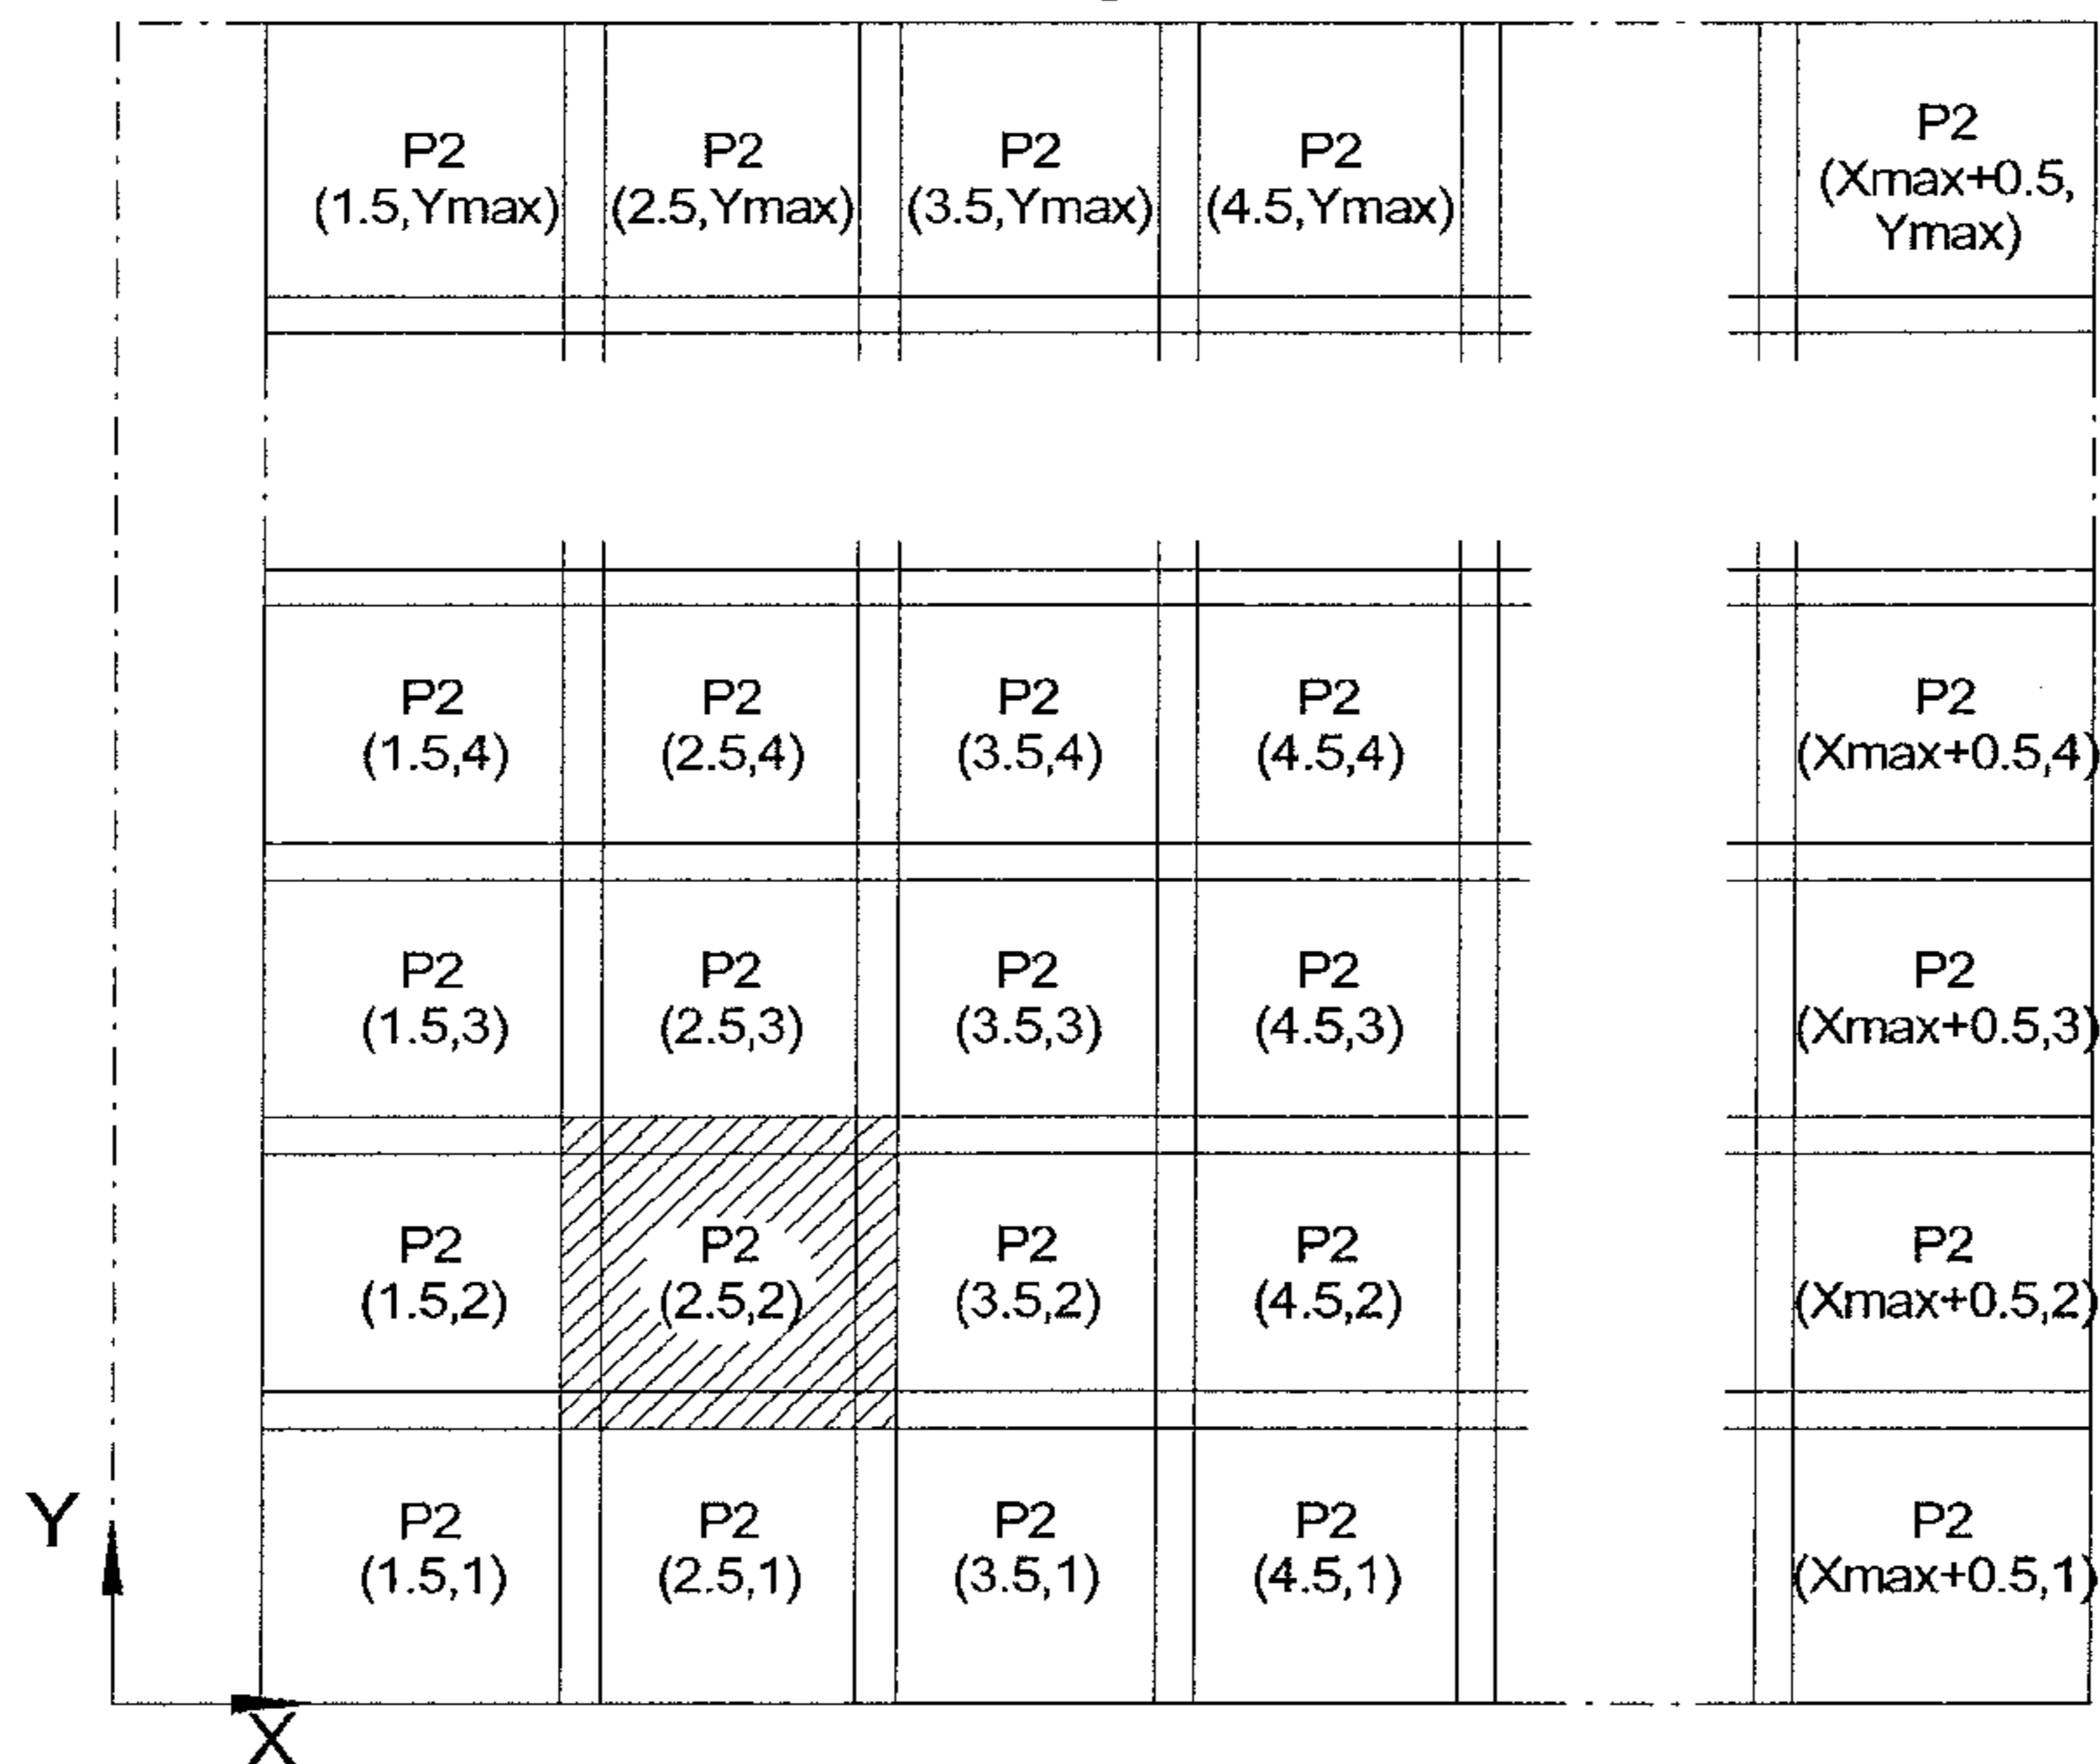 P2
(1.5,Ymax)
P2
(2.5,Ymax)
P2
(3.5,Ymax)
P2
(4.5,Ymax)
P2
(Xmax+0.5,
Ymax)
P2
(1.5,4)
P2
(2.5,4)
P2
(3.5,4)
P2
(4.5,4)
P2
(Xmax+0.5,4)
P2
(1.5,3)
P2
(2.5,3)
P2
(3.5,3)
P2
(4.5,3)
P2
(Xmax+0.5,3)
P2
(1.5,2)
P2
(2.5,2)
P2
(3.5,2)
P2
(4.5,2)
P2
(Xmax+0.5,2)
P2
(1.5,1)
P2
(2.5,1)
P2
(3.5,1)
P2
(4.5,1)
P2
(Xmax+0.5,1)
Y
X